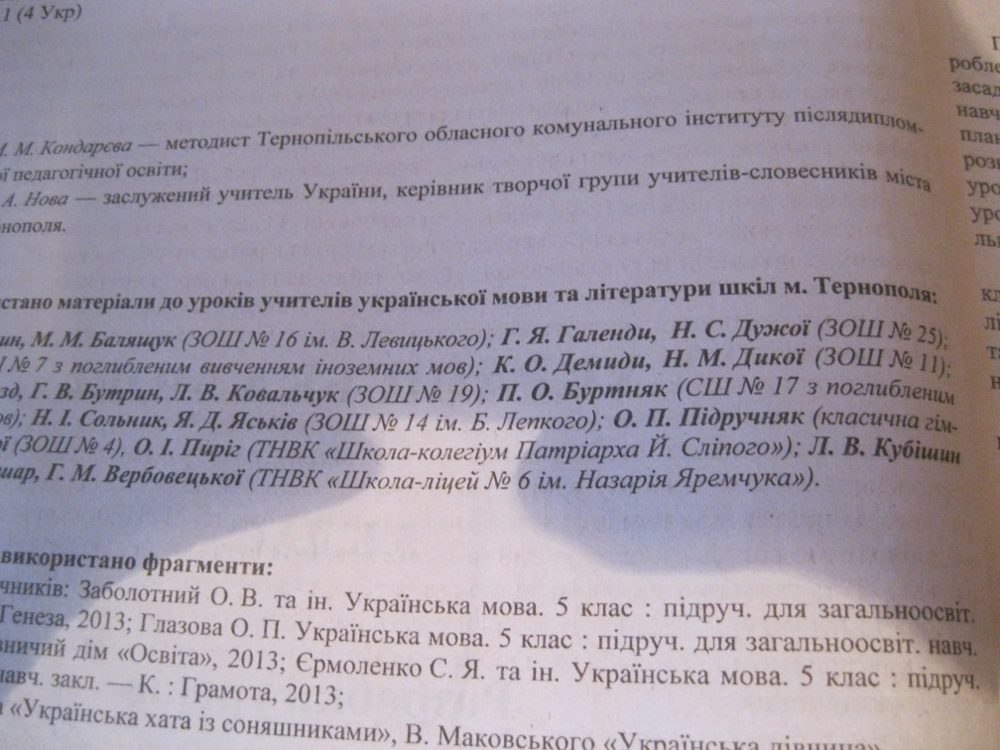 1 (4 Укр)
М. М. Кондарєва — методист Тернопільського обласного комунального інституту післядиплом-
ої педагогічної освіти;
А. Нова — заслужений учитель України, керівник творчої групи учителів-словесників міста
рнополя.
стано матеріали до уроків учителів української мови та літератури шкіл м. Тернополя:
ин, М. М. Балящук (ЗОШ № 16 ім. В. Левицького); Г. Я. Галенди, Н. С. Дужої (ЗОШ № 25);
№ 7 з поглибленим вивченням іноземних мов); К. О. Демиди, Н. М. Дикої (ЗОШ № 11);
зд, Г. В. Бутрин, Л. В. Ковальчук (ЗОШ № 19); П. О. Буртняк (СШ № 17 з поглибленим
ов); Н. І. Сольник, Я. Д. Яськів (ЗОШ № 14 ім. Б. Лепкого); О. П. Підручняк (класична гім-
ої (ЗОШ № 4), О. І. Пиріг (ТНВК «Школа-колегіум Патріарха Й. Сліпого»); Л. В. Кубішин
шар, Г. М. Вербовецької (ТНВК «Школа-ліцей № 6 ім. Назарія Яремчука»).
використано фрагменти:
чників: Заболотний О. В. та ін. Українська мова. 5 клас : підруч. для загальноосвіт.
Генеза, 2013; Глазова О. П. Українська мова. 5 клас : підруч. для загальноосвіт. навч.
вничий дім «Освіта», 2013; Єрмоленко С. Я. та ін. Українська мова. 5 клас : підруч.
навч. закл. — К. : Грамота, 2013;
«Українська хата із соняшниками», В. Маковського «Українська дівчина»
робле
засад
навч
план
розі
уро
уро
ль
кл
лі
та
н